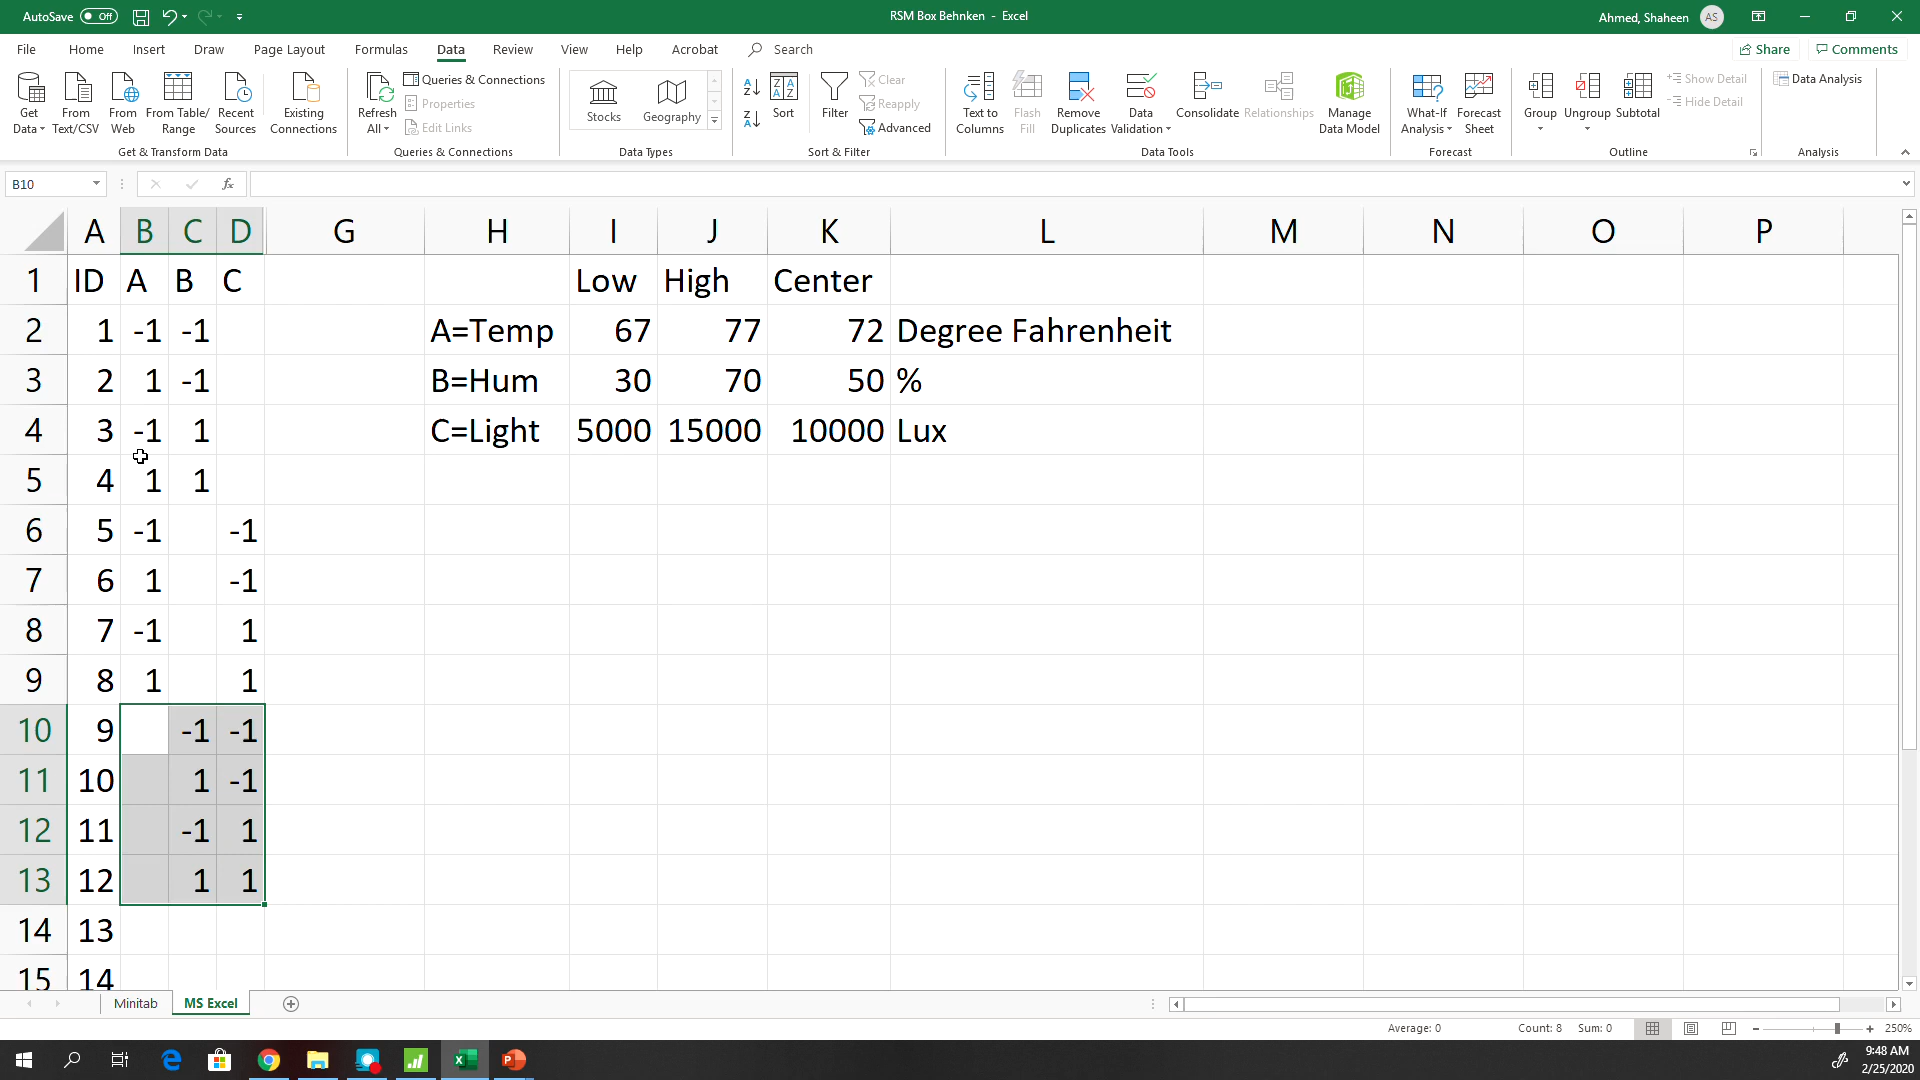 AutoSave Off
RSM Box Behnken - Excel
Ahmed, Shaheen AS
File Home Insert Draw Page Layout Formulas Data Review View Help Acrobat Search
Share Comments
Get Data
From Text/CSV
From Web
From Table/ Range
Recent Sources
Existing Connections
Get & Transform Data
Refresh All
Queries & Connections
Properties
Edit Links
Queries & Connections
Stocks
Geography
Data Types
Sort
Filter
Clear
Reapply
Advanced
Sort & Filter
Text to Columns
Flash Fill
Remove Duplicates
Data Validation
Consolidate
Relationships
Manage Data Model
Data Tools
What-If Analysis
Forecast Sheet
Forecast
Group
Ungroup
Subtotal
Show Detail
Hide Detail
Outline
Data Analysis
Analysis
B10 fx
A B C D G H I J K L M N O P
1 ID A B C Low High Center
2 1 -1 -1 A=Temp 67 77 72 Degree Fahrenheit
3 2 1 -1 B=Hum 30 70 50 %
4 3 -1 1 C=Light 5000 15000 10000 Lux
5 4 1 1
6 5 -1 -1
7 6 1 -1
8 7 -1 1
9 8 1 1
10 9 -1 -1
11 10 1 -1
12 11 -1 1
13 12 1 1
14 13
15 14
Minitab MS Excel
Average: 0 Count: 8 Sum: 0 250%
9:48 AM
2/25/2020